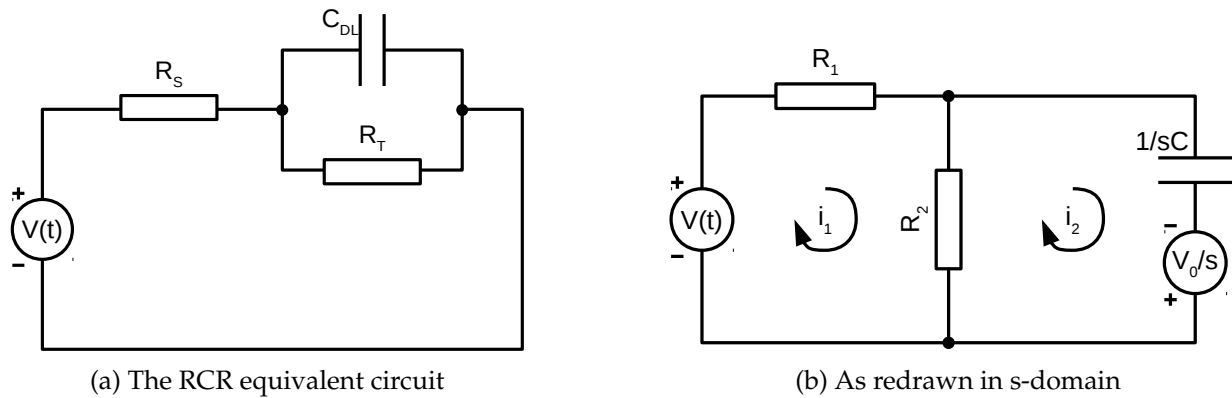 C_DL
R_S
R_T
+
V(t)
−
(a) The RCR equivalent circuit
R_1
1/sC
+
V(t)
−
i_1
R_2
i_2
−
V_0/s
+
(b) As redrawn in s-domain